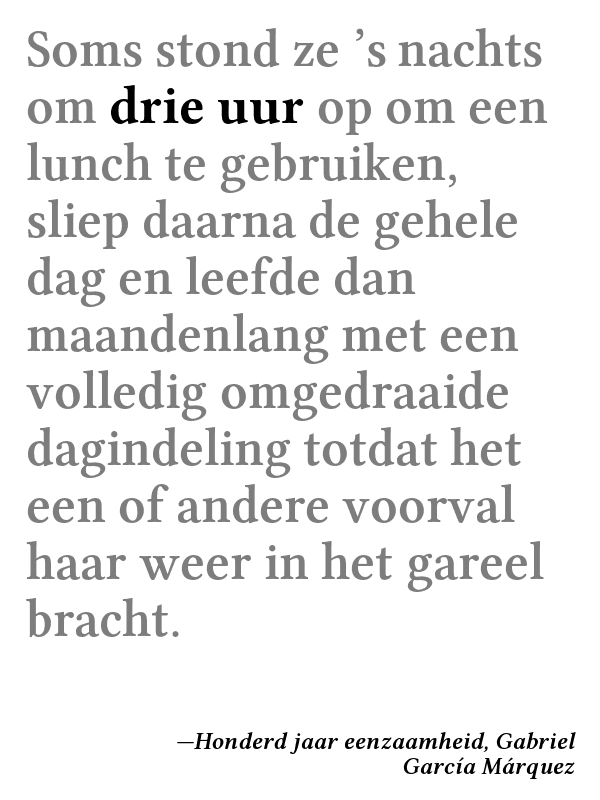 Soms stond ze ’s nachts
om drie uur op om een
lunch te gebruiken,
sliep daarna de gehele
dag en leefde dan
maandenlang met een
volledig omgedraaide
dagindeling totdat het
een of andere voorval
haar weer in het gareel
bracht.
—Honderd jaar eenzaamheid, Gabriel
García Márquez